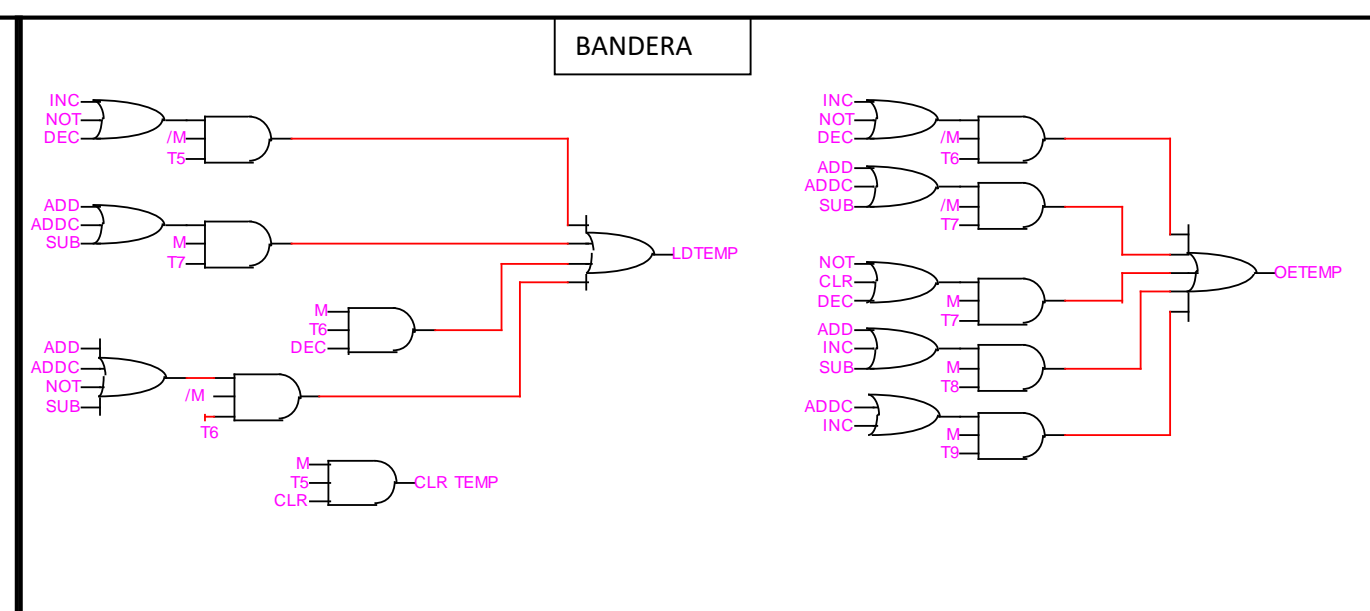 BANDERA
INC
NOT
DEC
/M
T5
ADD
ADDC
SUB
M
T7
LDTEMP
M
T6
DEC
ADD
ADDC
NOT
SUB
/M
T6
M
T5
CLR
CLR TEMP
INC
NOT
DEC
/M
T6
ADD
ADDC
SUB
/M
T7
NOT
CLR
DEC
M
T7
OETEMP
ADD
INC
SUB
M
T8
ADDC
INC
M
T9